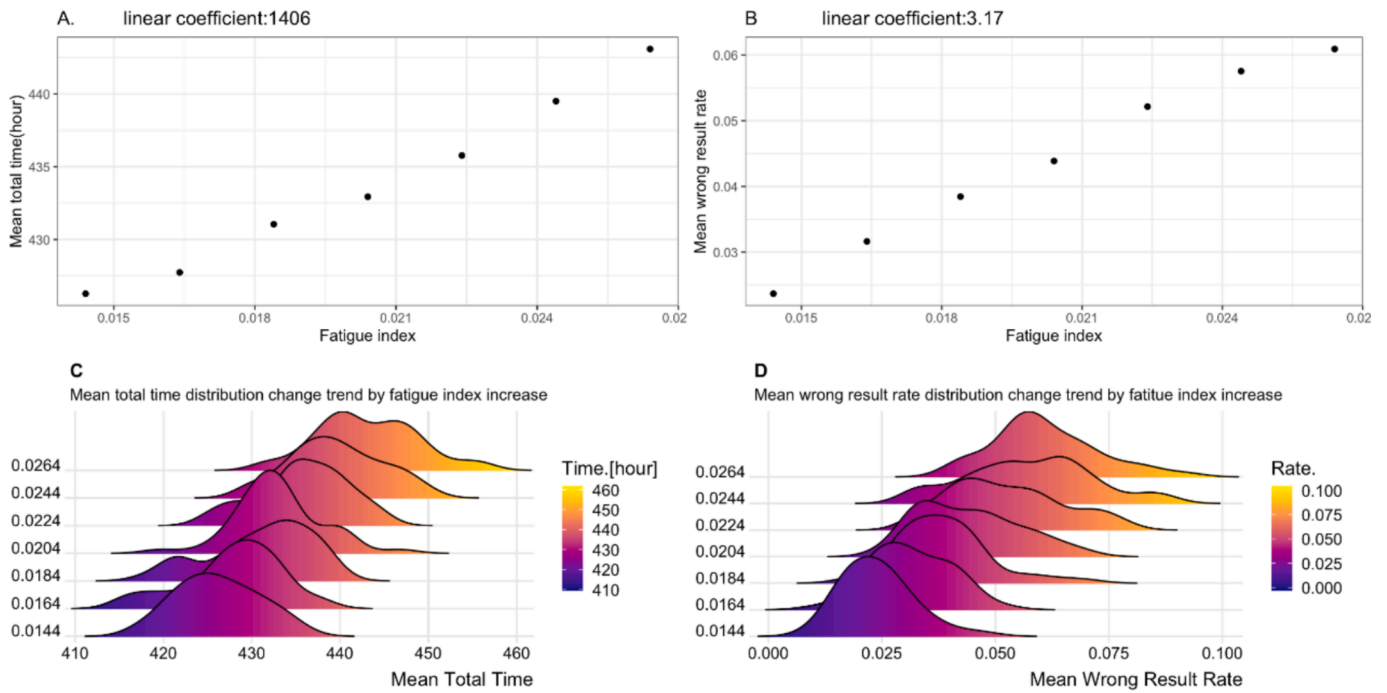 A. linear coefficient:1406
Mean total time(hour)
440
435
430
0.015 0.018 0.021 0.024 0.02
Fatigue index
B linear coefficient:3.17
Mean wrong result rate
0.06
0.05
0.04
0.03
0.015 0.018 0.021 0.024 0.02
Fatigue index
C
Mean total time distribution change trend by fatigue index increase
0.0264
0.0244
0.0224
0.0204
0.0184
0.0164
0.0144
410 420 430 440 450 460
Mean Total Time
Time.[hour]
460
450
440
430
420
410
D
Mean wrong result rate distribution change trend by fatitue index increase
0.0264
0.0244
0.0224
0.0204
0.0184
0.0164
0.0144
0.000 0.025 0.050 0.075 0.100
Mean Wrong Result Rate
Rate.
0.100
0.075
0.050
0.025
0.000